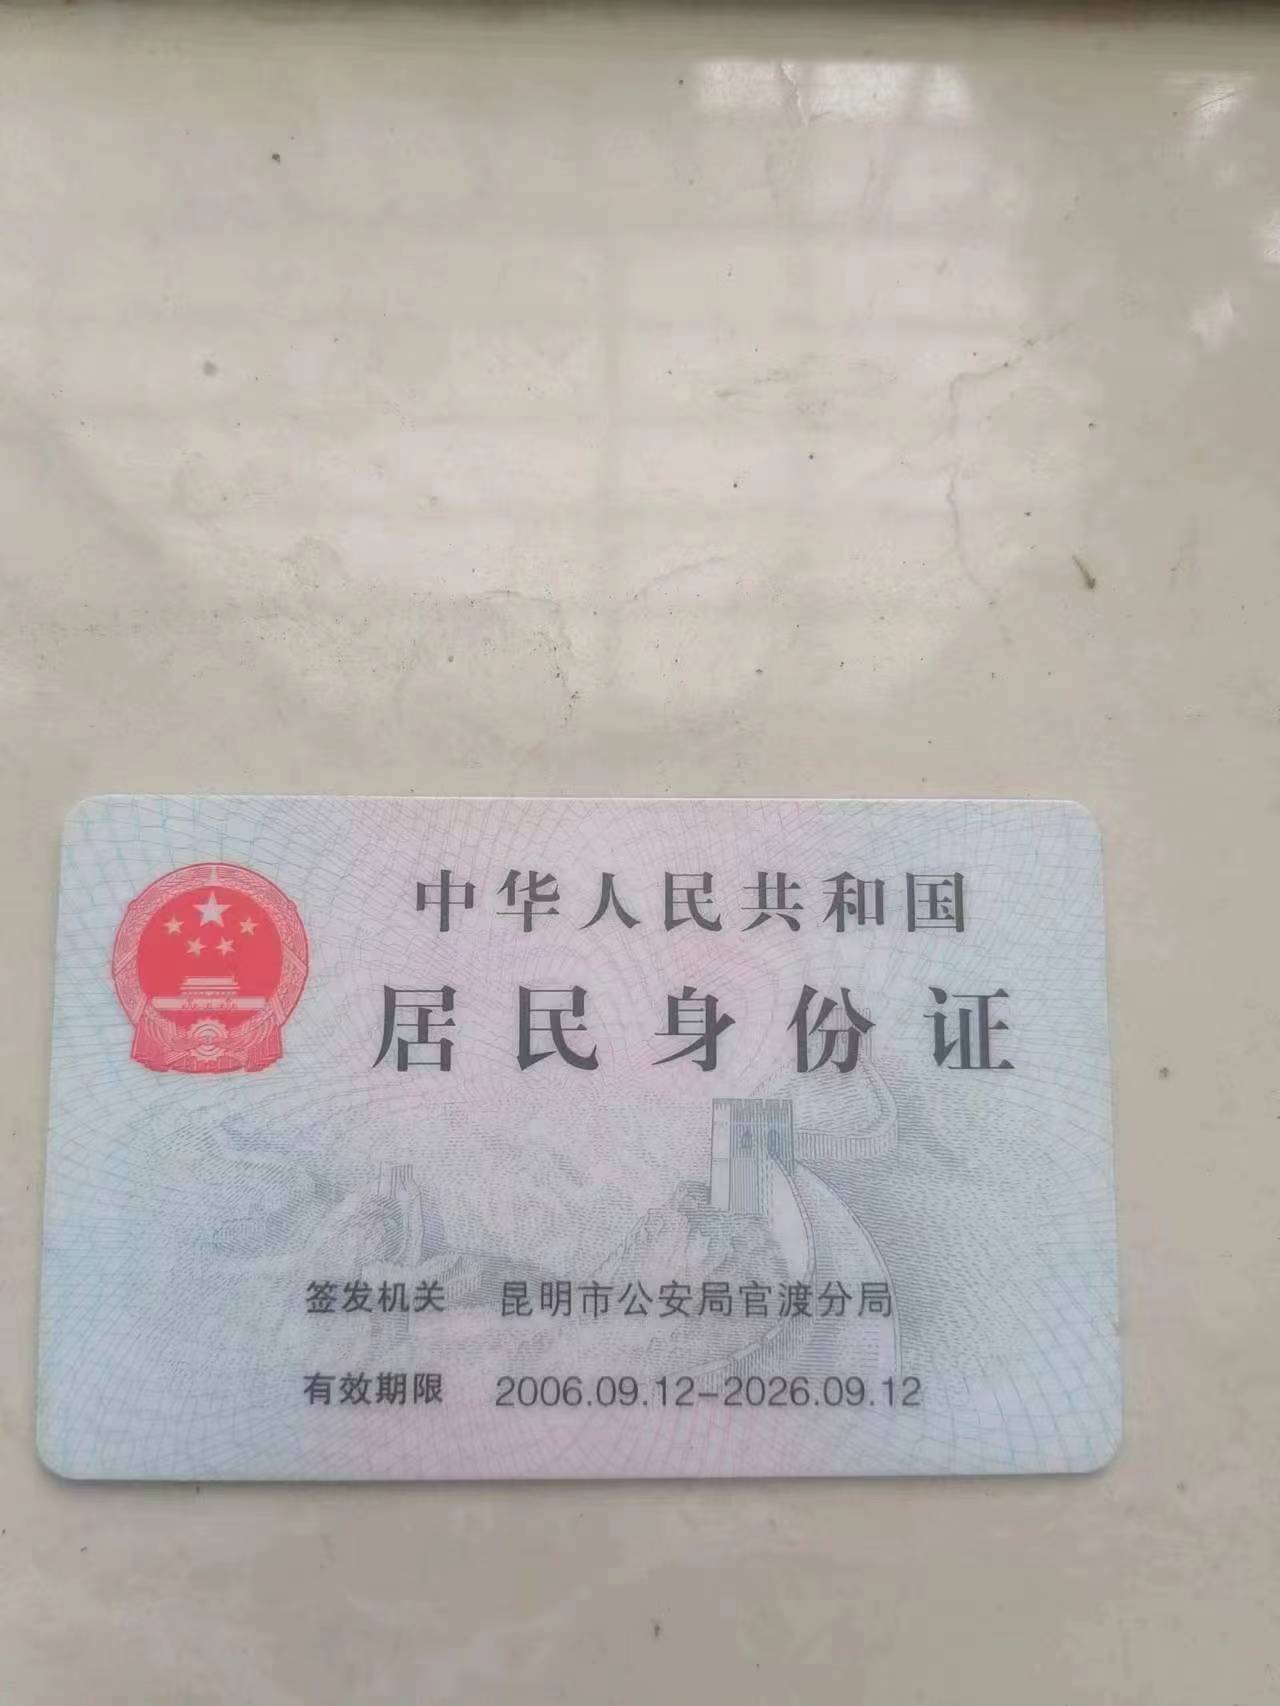 中华人民共和国
居民身份证
签发机关 昆明市公安局官渡分局
有效期限 2006.09.12-2026.09.12